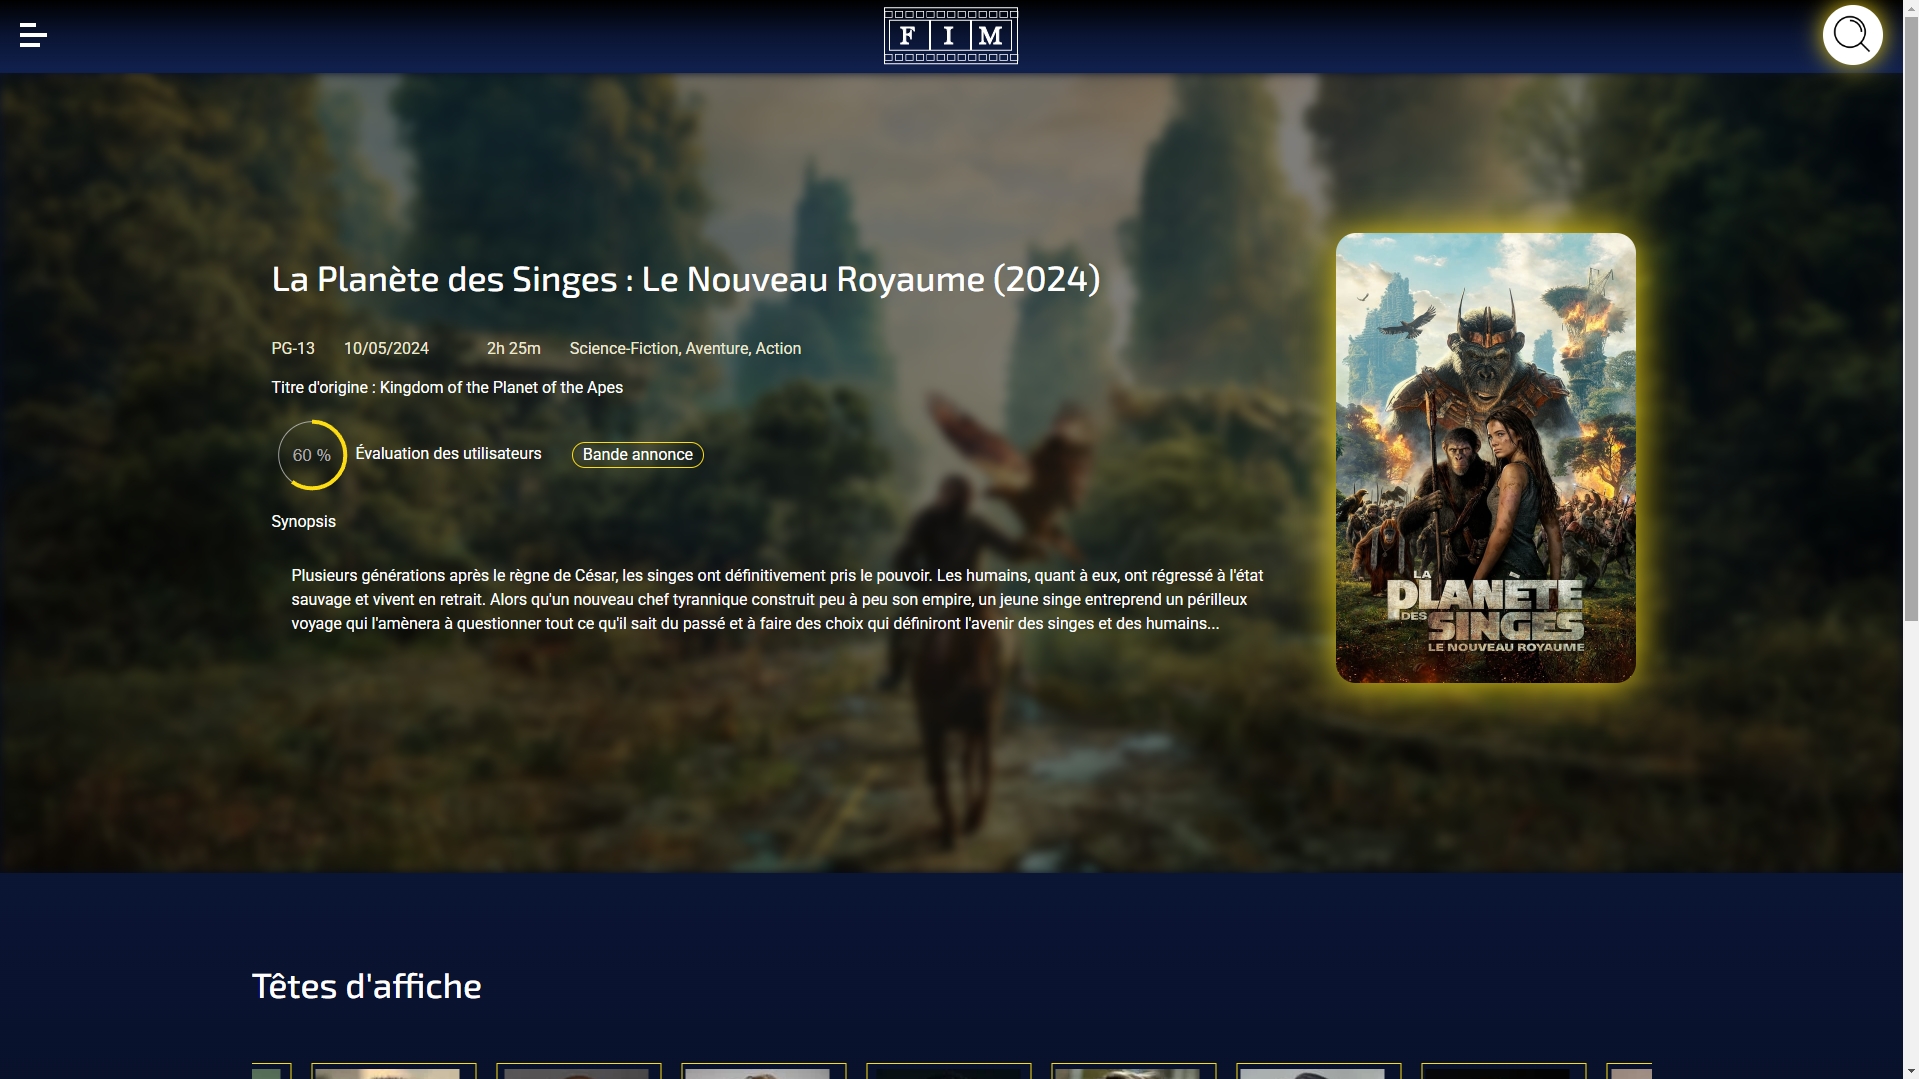 FIM
La Planète des Singes : Le Nouveau Royaume (2024)
PG-13 10/05/2024 2h 25m Science-Fiction, Aventure, Action
Titre d'origine : Kingdom of the Planet of the Apes
60 % Évaluation des utilisateurs Bande annonce
Synopsis
Plusieurs générations après le règne de César, les singes ont définitivement pris le pouvoir. Les humains, quant à eux, ont régressé à l'état
sauvage et vivent en retrait. Alors qu'un nouveau chef tyrannique construit peu à peu son empire, un jeune singe entreprend un périlleux
voyage qui l'amènera à questionner tout ce qu'il sait du passé et à faire des choix qui définiront l'avenir des singes et des humains...
LA
PLANÈTE
DES SINGES
LE NOUVEAU ROYAUME
Têtes d'affiche